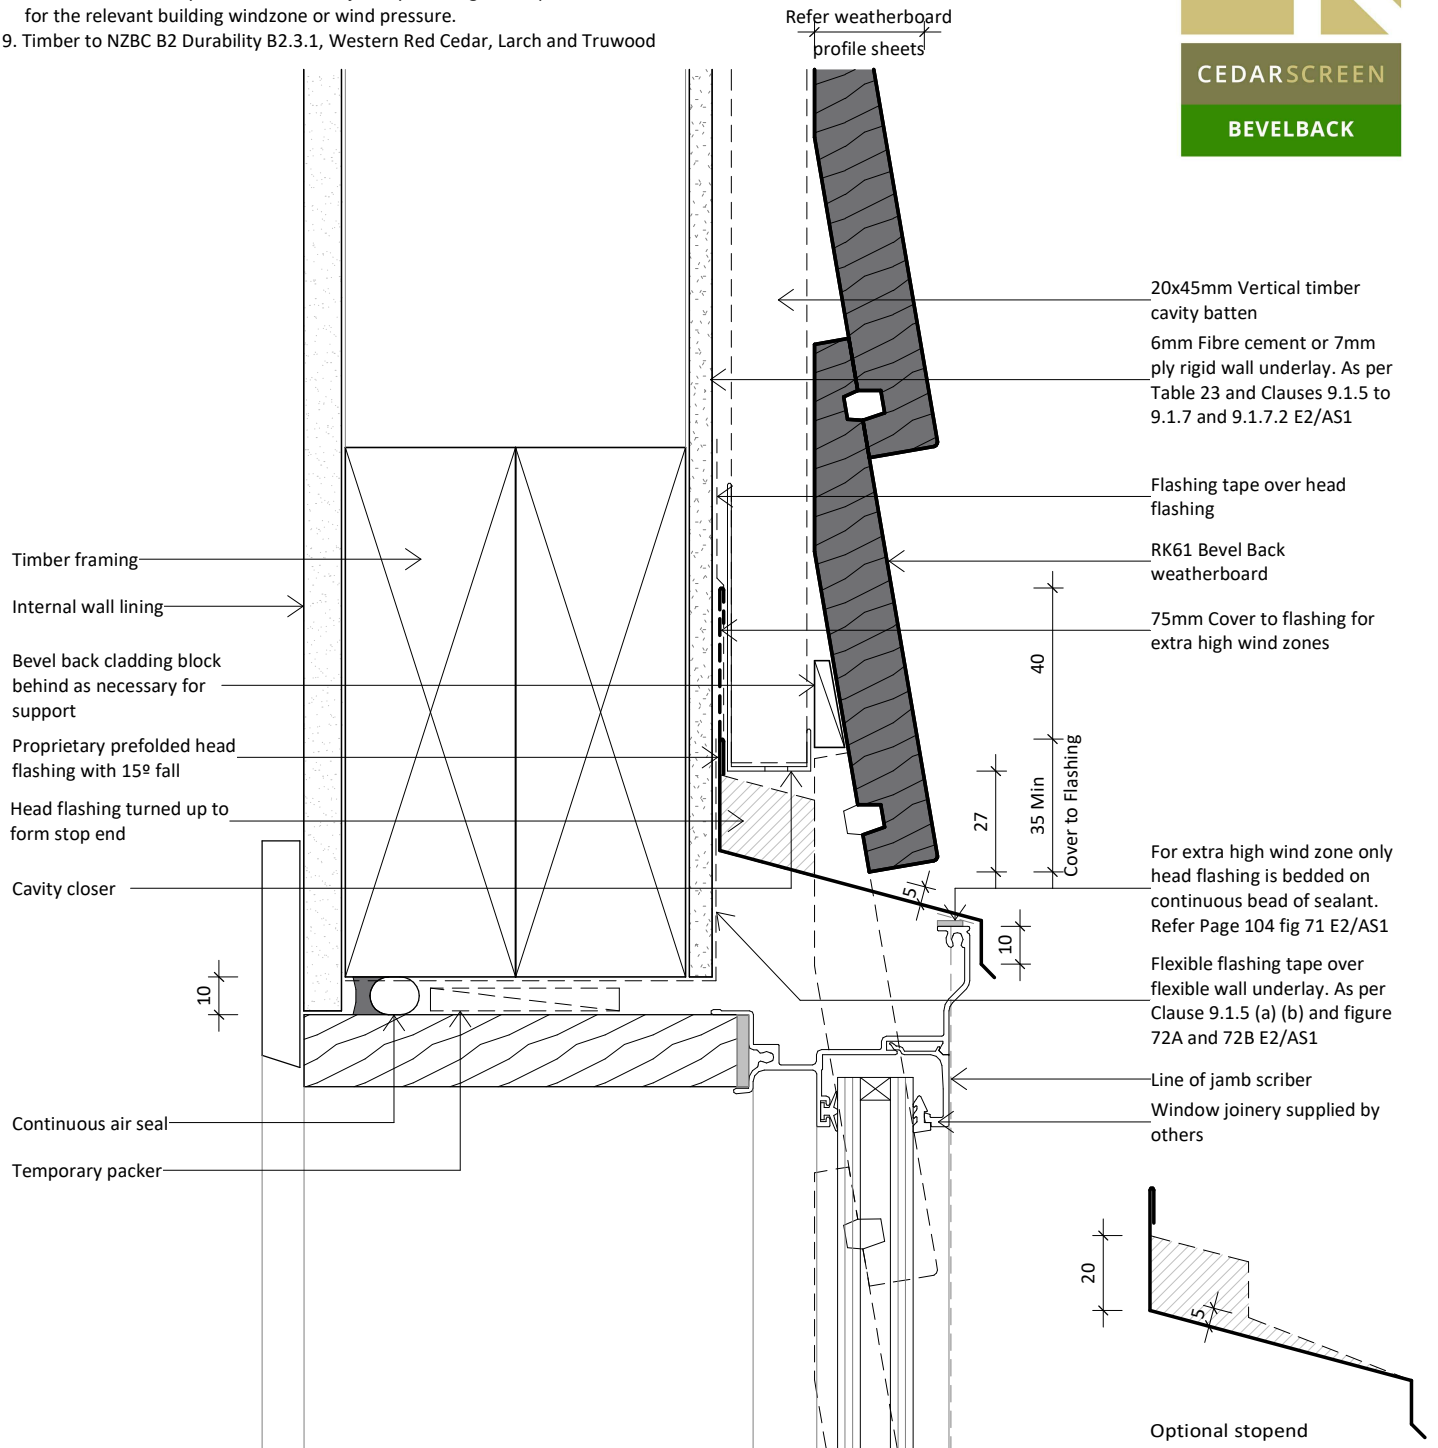 for the relevant building windzone or wind pressure.
9. Timber to NZBC B2 Durability B2.3.1, Western Red Cedar, Larch and Truwood
Refer weatherboard
profile sheets
CEDARSCREEN
BEVELBACK
20x45mm Vertical timber
cavity batten
6mm Fibre cement or 7mm
ply rigid wall underlay. As per
Table 23 and Clauses 9.1.5 to
9.1.7 and 9.1.7.2 E2/AS1
Flashing tape over head
flashing
RK61 Bevel Back
weatherboard
75mm Cover to flashing for
extra high wind zones
Timber framing
Internal wall lining
Bevel back cladding block
behind as necessary for
support
Proprietary prefolded head
flashing with 15º fall
Head flashing turned up to
form stop end
Cavity closer
40
27
35 Min
Cover to Flashing
5
10
For extra high wind zone only
head flashing is bedded on
continuous bead of sealant.
Refer Page 104 fig 71 E2/AS1
Flexible flashing tape over
flexible wall underlay. As per
Clause 9.1.5 (a) (b) and figure
72A and 72B E2/AS1
10
Line of jamb scriber
Window joinery supplied by
others
Continuous air seal
Temporary packer
20
5
Optional stopend